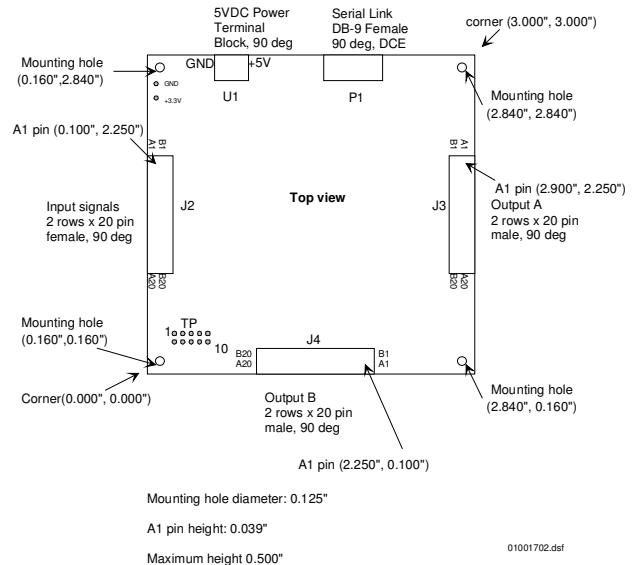 5VDC Power
Terminal
Block, 90 deg
Serial Link
DB-9 Female
90 deg, DCE
corner (3.000", 3.000")
Mounting hole
(0.160",2.840")
GND
+5V
GND
+3.3V
U1
P1
Mounting hole
(2.840", 2.840")
A1 pin (0.100", 2.250")
A1
B1
B1
A1
A1 pin (2.900", 2.250")
Output A
2 rows x 20 pin
male, 90 deg
Input signals
2 rows x 20 pin
female, 90 deg
J2
Top view
J3
A20
B20
B20
A20
Mounting hole
(0.160",0.160")
TP
1
10
J4
B20
A20
B1
A1
Corner(0.000", 0.000")
Mounting hole
(2.840", 0.160")
Output B
2 rows x 20 pin
male, 90 deg
A1 pin (2.250", 0.100")
Mounting hole diameter: 0.125"
A1 pin height: 0.039"
Maximum height 0.500"
01001702.dsf